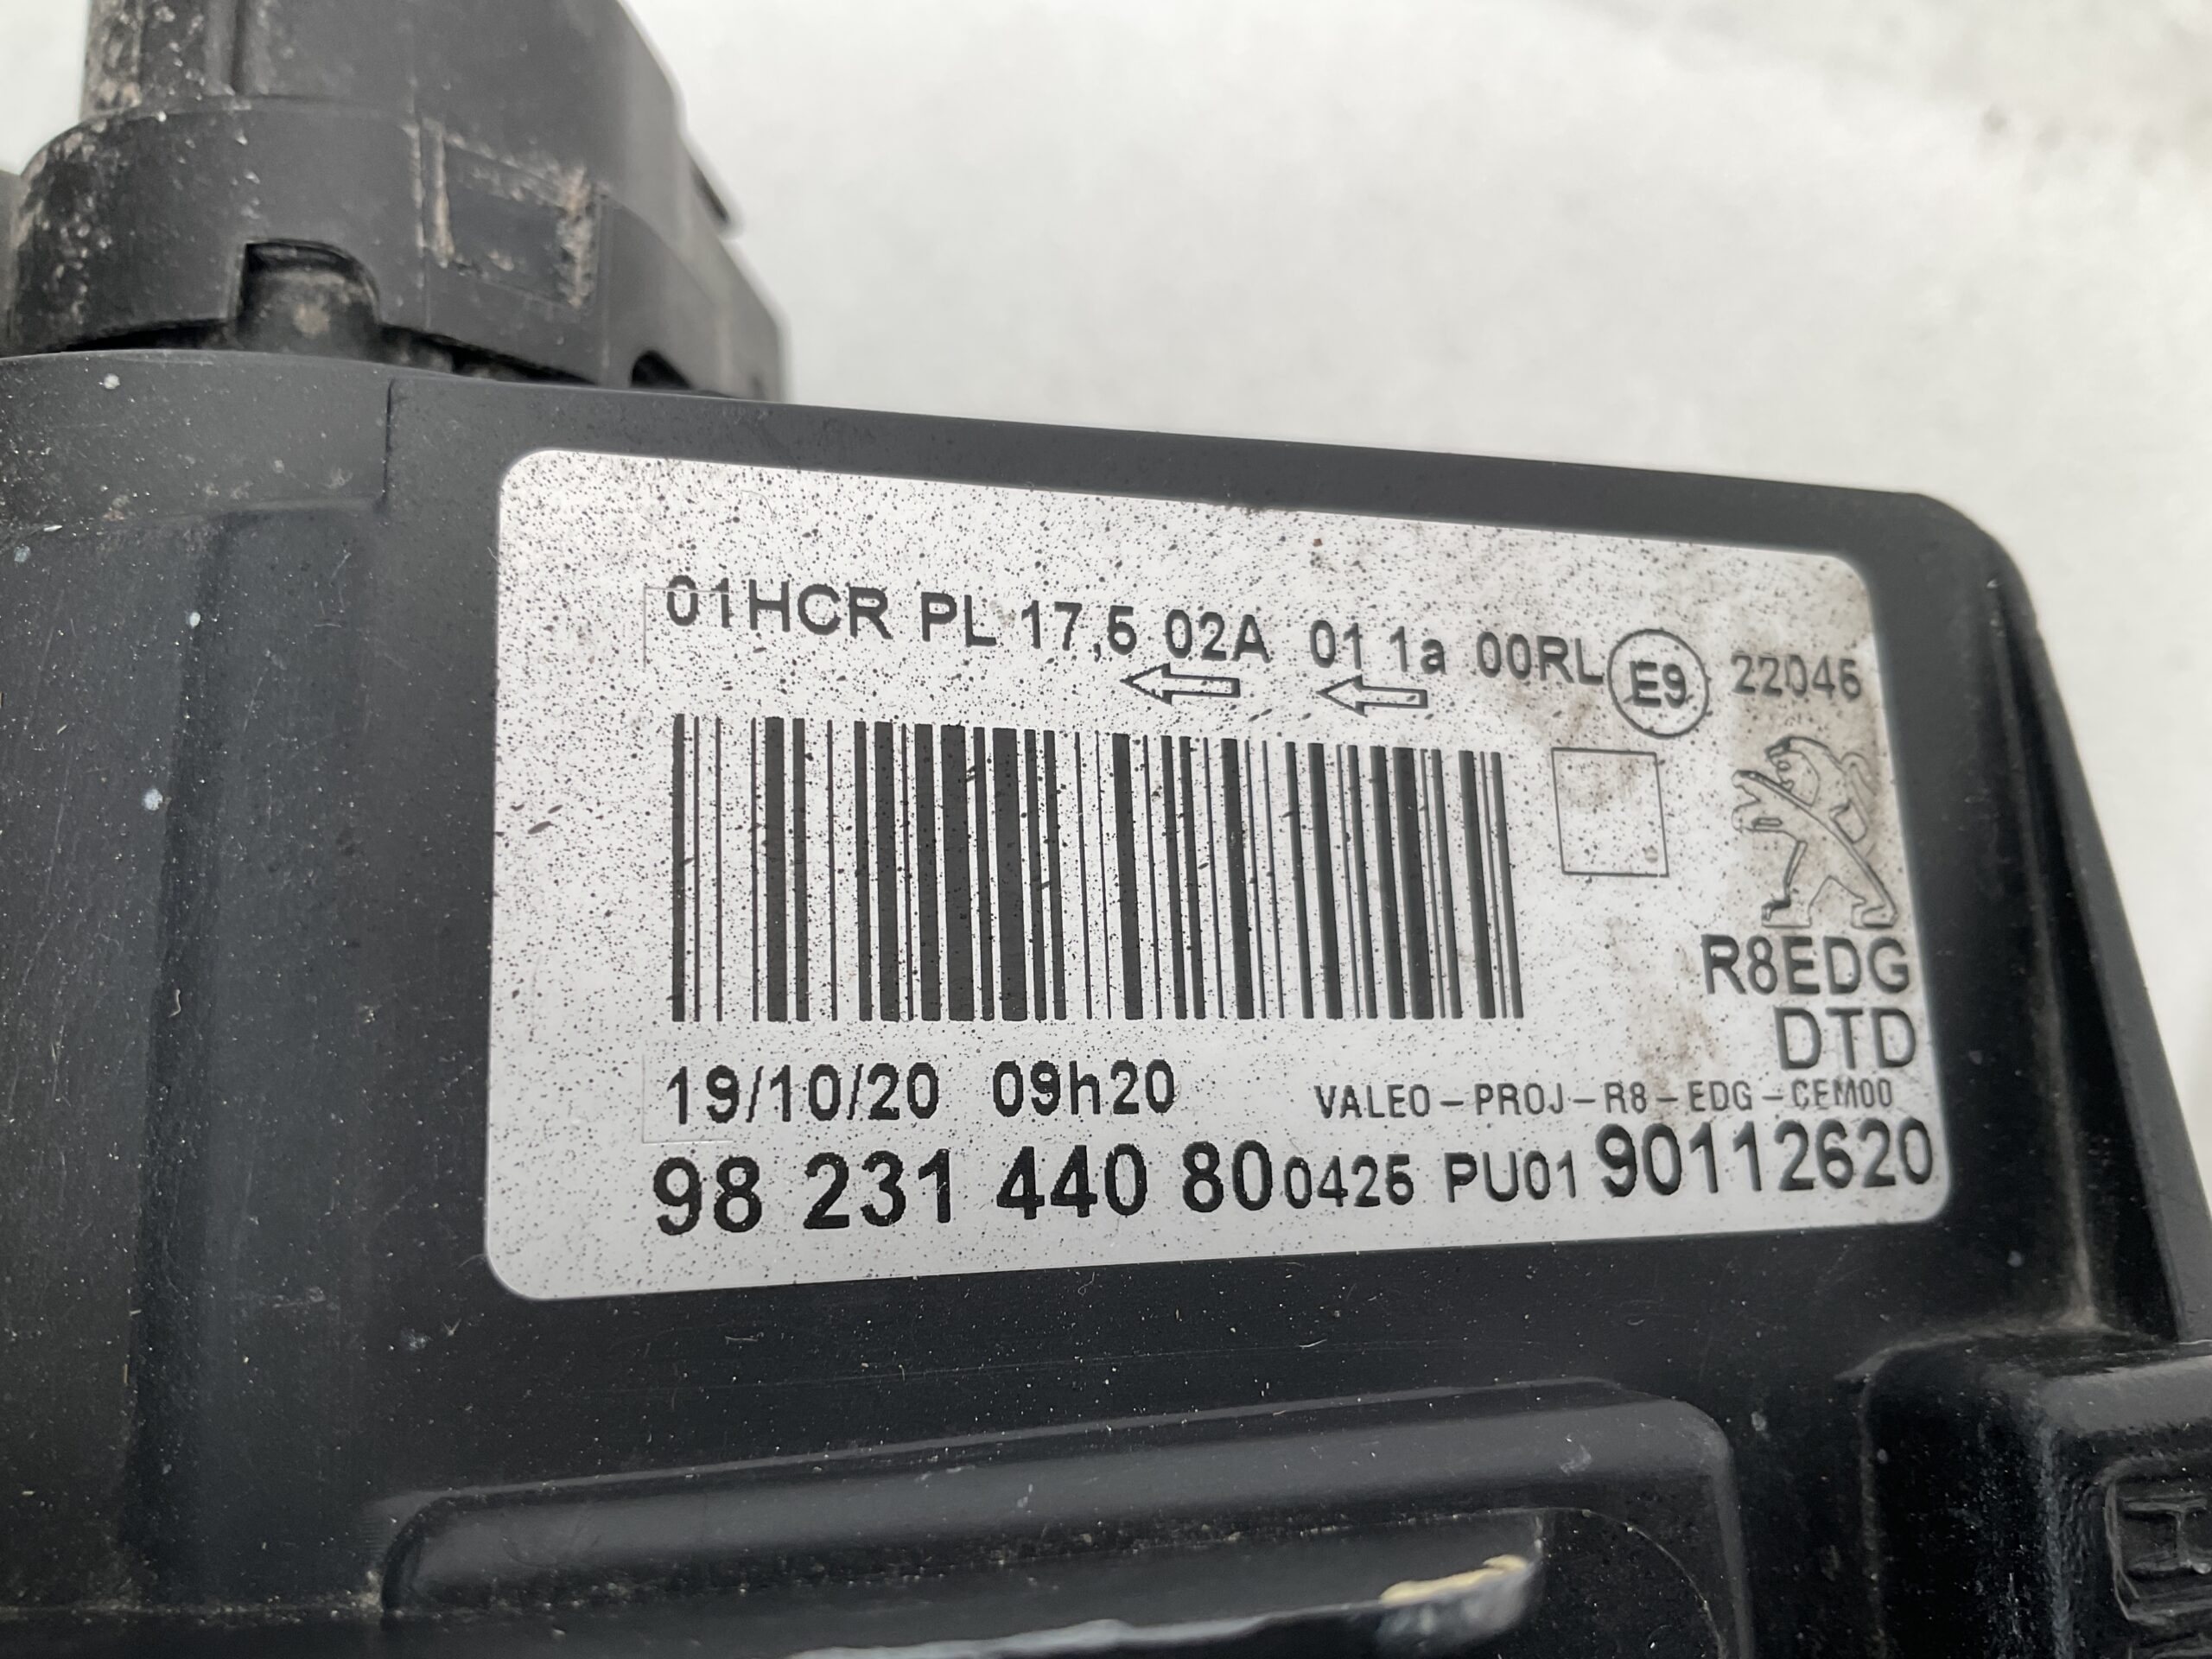 01HCR PL 17,5 02A 01 1a 00RL E9 22046
R8EDG
DTD
19/10/20 09h20
VALEO-PROJ-R8-EDG-CEM00
98 231 440 80 0426 PU01 90112620